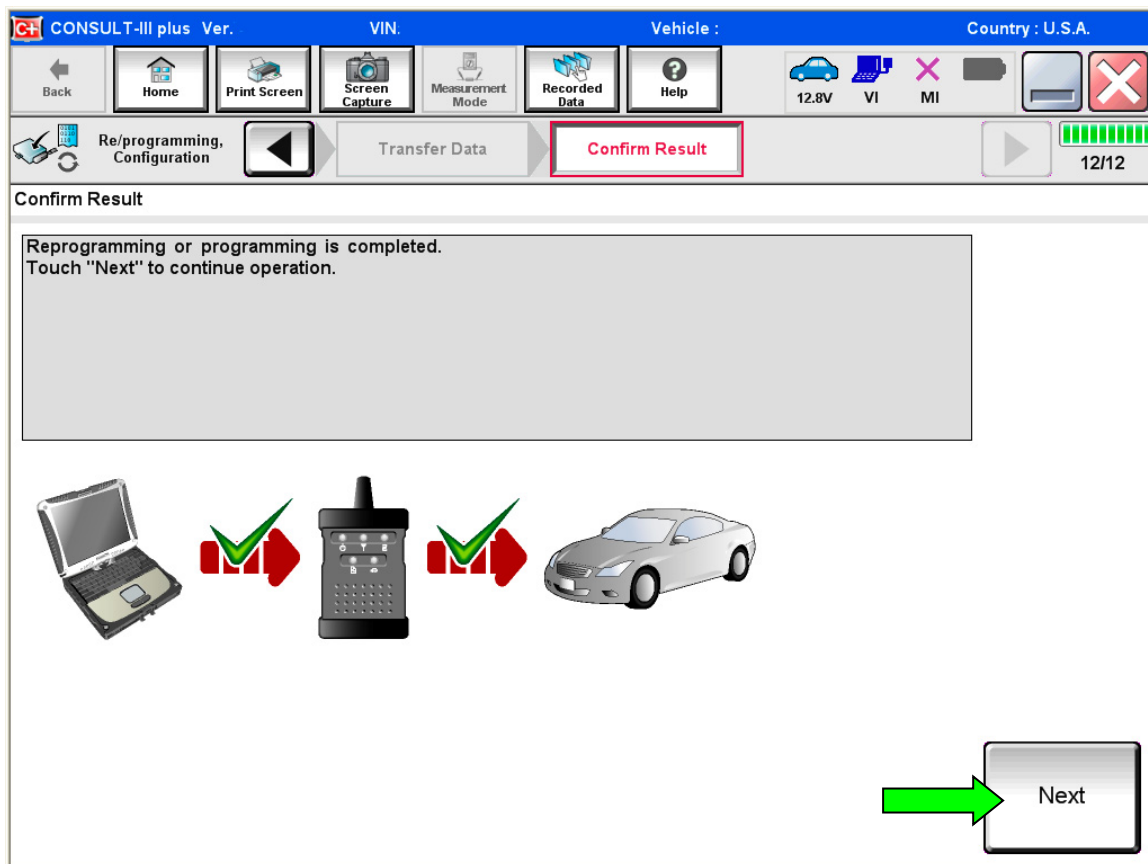 C+ CONSULT-III plus Ver. VIN: Vehicle : Country : U.S.A.
Back
Home
Print Screen
Screen
Capture
Measurement
Mode
Recorded
Data
Help
12.8V
VI
MI
Re/programming,
Configuration
Transfer Data
Confirm Result
12/12
Confirm Result
Reprogramming or programming is completed.
Touch "Next" to continue operation.
Next